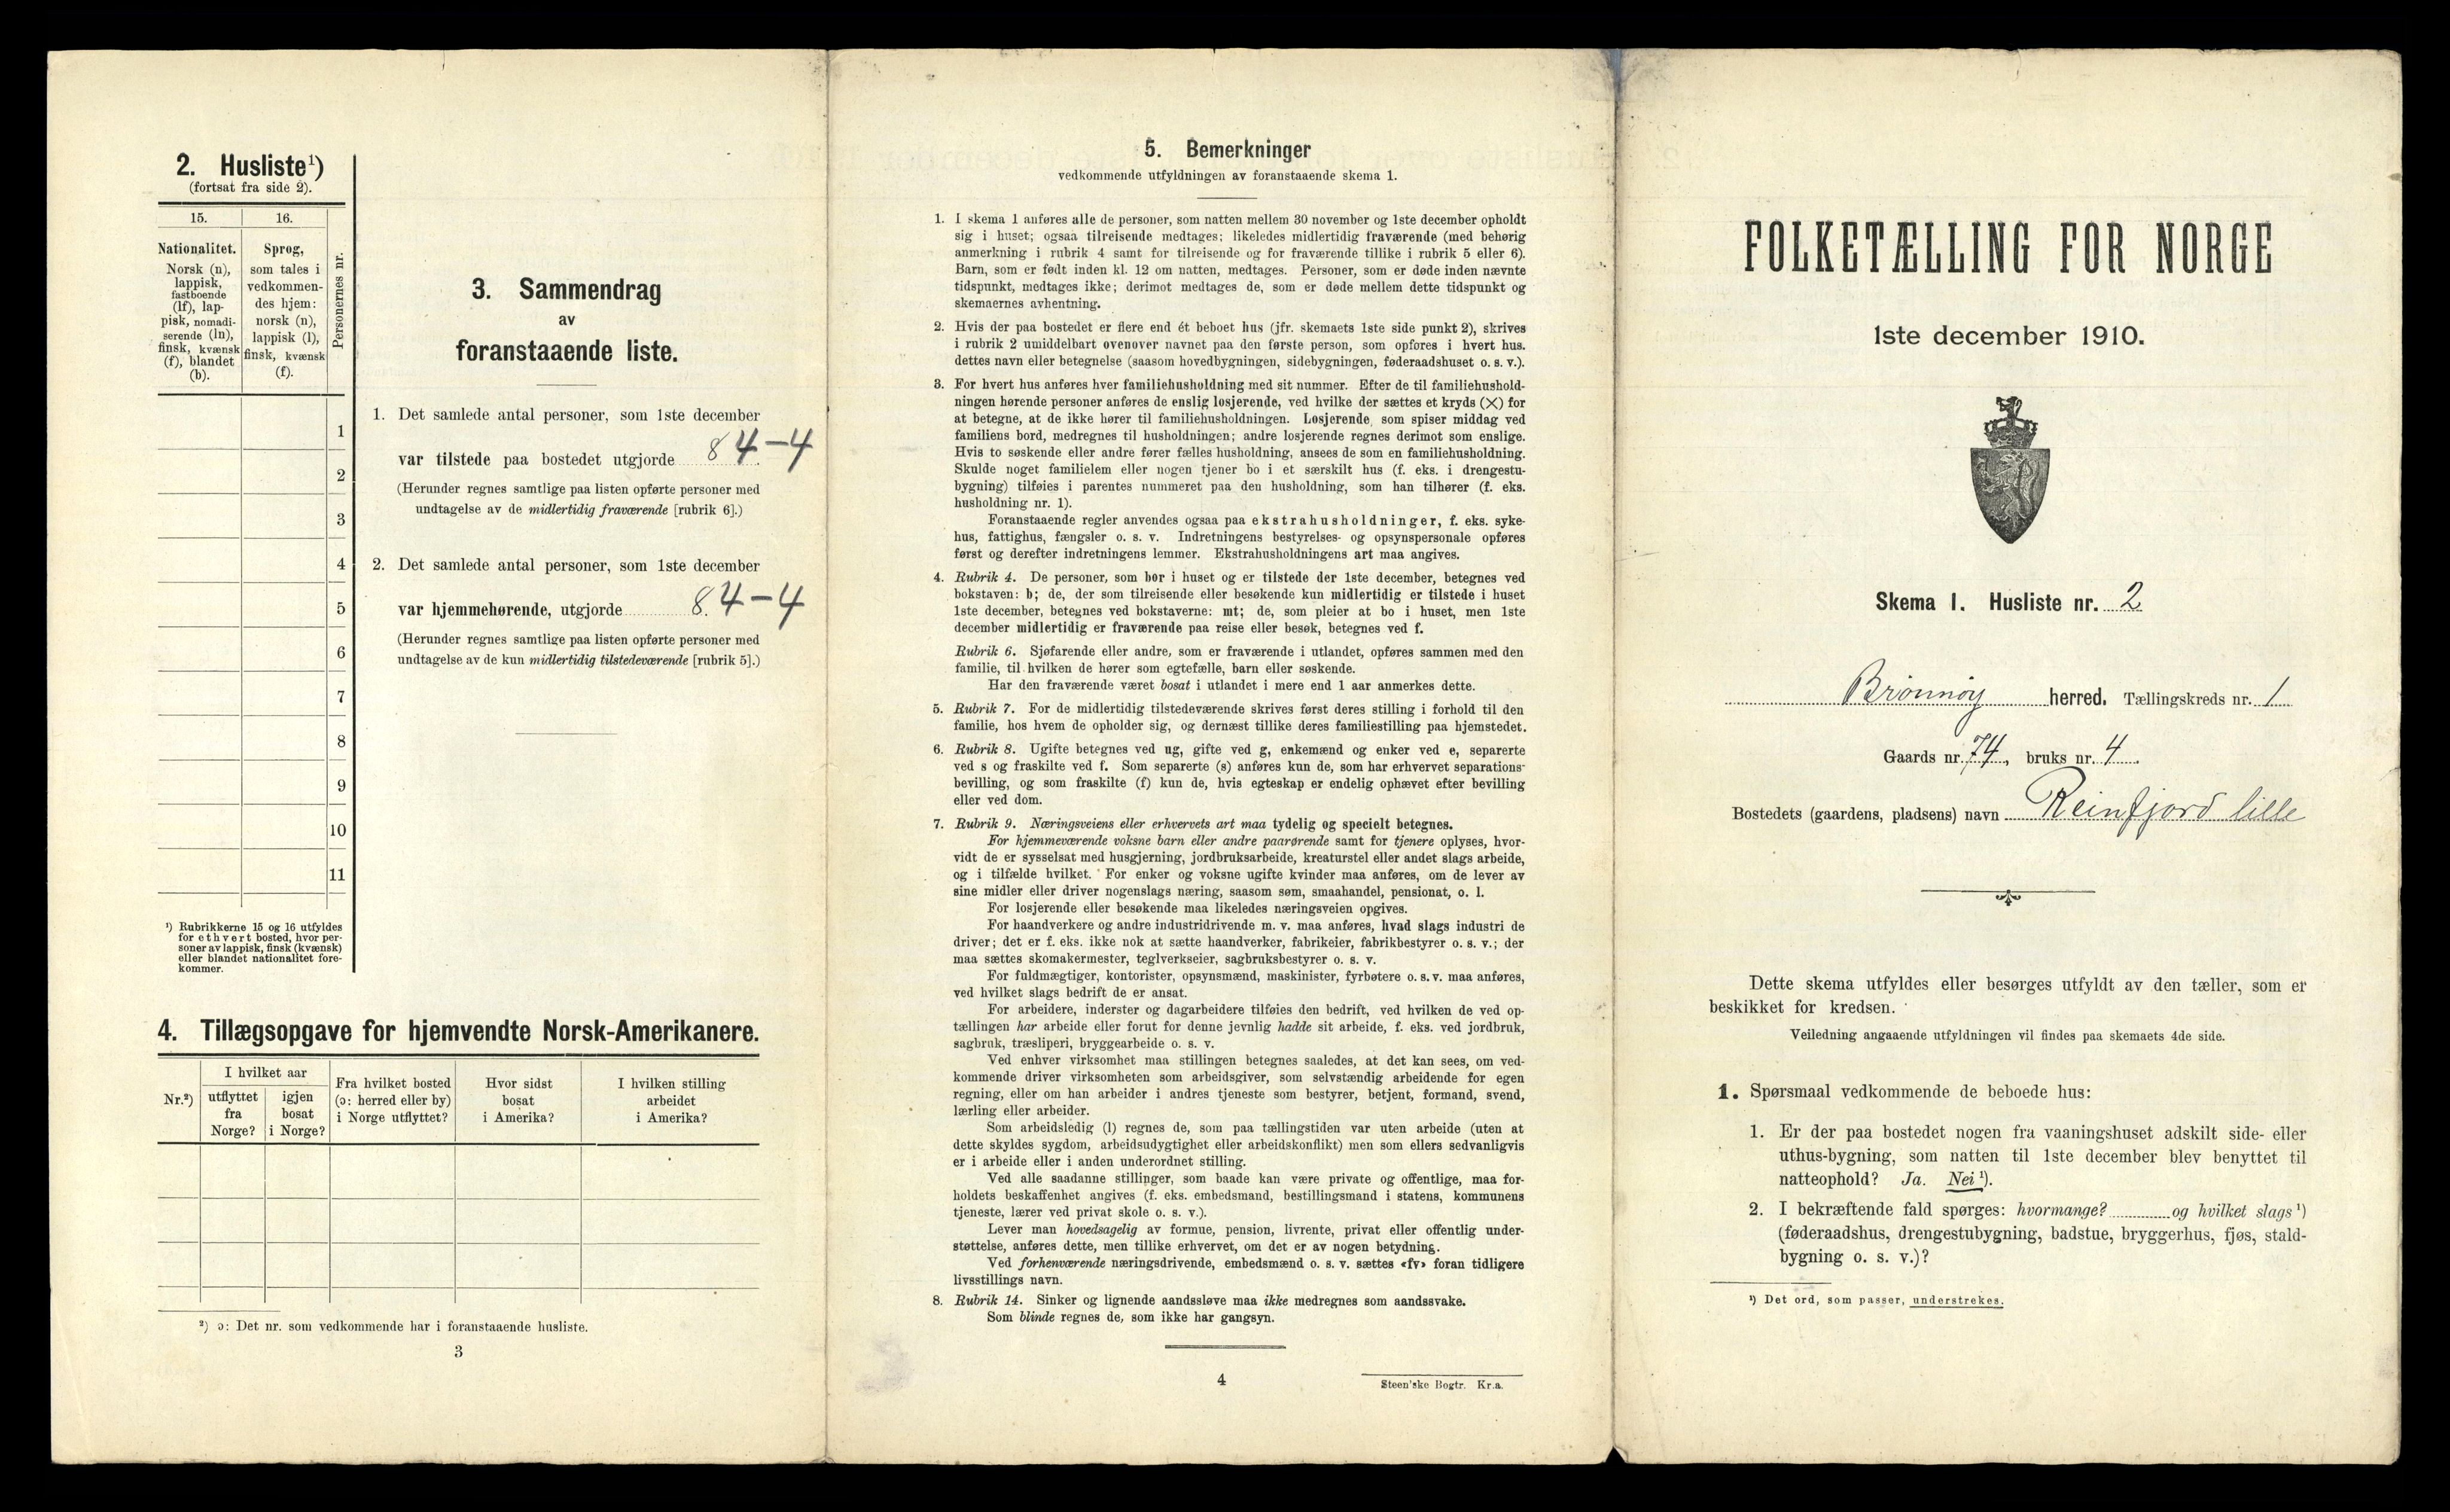 2. Husliste¹)
(fortsat fra side 2).
15.
16.
Personernes nr.
Nationalitet.
Norsk (n),
lappisk,
fastboende
(lf), lap-
pisk, nomadi-
serende (ln),
finsk, kvænsk
(f), blandet
(b).
Sprog,
som tales i
vedkommen-
des hjem:
norsk (n),
lappisk (l),
finsk, kvænsk
(f).
1
2
3
4
5
6
7
8
9
10
11
¹) Rubrikkerne 15 og 16 utfyldes
for ethvert bosted, hvor per-
soner av lappisk, finsk (kvænsk)
eller blandet nationalitet fore-
kommer.
3. Sammendrag
av
foranstaaende liste.
1. Det samlede antal personer, som 1ste december
var tilstede paa bostedet utgjorde 8 4-4
(Herunder regnes samtlige paa listen opførte personer med
undtagelse av de midlertidig fraværende [rubrik 6].)
2. Det samlede antal personer, som 1ste december
var hjemmehørende, utgjorde 8. 4-4
(Herunder regnes samtlige paa listen opførte personer med
undtagelse av de kun midlertidig tilstedeværende [rubrik 5].)
4. Tillægsopgave for hjemvendte Norsk-Amerikanere.
Nr.²)
I hvilket aar
utflyttet
fra
Norge?
igjen
bosat
i Norge?
Fra hvilket bosted
(ɔ: herred eller by)
i Norge utflyttet?
Hvor sidst
bosat
i Amerika?
I hvilken stilling
arbeidet
i Amerika?
²) ɔ: Det nr. som vedkommende har i foranstaaende husliste.
3
5. Bemerkninger
vedkommende utfyldningen av foranstaaende skema 1.
1. I skema 1 anføres alle de personer, som natten mellem 30 november og 1ste december opholdt
sig i huset; ogsaa tilreisende medtages; likeledes midlertidig fraværende (med behørig
anmerkning i rubrik 4 samt for tilreisende og for fraværende tillike i rubrik 5 eller 6).
Barn, som er født inden kl. 12 om natten, medtages. Personer, som er døde inden nævnte
tidspunkt, medtages ikke; derimot medtages de, som er døde mellem dette tidspunkt og
skemaernes avhentning.
2. Hvis der paa bostedet er flere end ét beboet hus (jfr. skemaets 1ste side punkt 2), skrives
i rubrik 2 umiddelbart ovenover navnet paa den første person, som opføres i hvert hus.
dettes navn eller betegnelse (saasom hovedbygningen, sidebygningen, føderaadshuset o. s. v.).
3. For hvert hus anføres hver familiehusholdning med sit nummer. Efter de til familiehushold-
ningen hørende personer anføres de enslig losjerende, ved hvilke der sættes et kryds (×) for
at betegne, at de ikke hører til familiehusholdningen. Losjerende, som spiser middag ved
familiens bord, medregnes til husholdningen; andre losjerende regnes derimot som enslige.
Hvis to søskende eller andre fører fælles husholdning, ansees de som en familiehusholdning.
Skulde noget familielem eller nogen tjener bo i et særskilt hus (f. eks. i drengestu-
bygning) tilføies i parentes nummeret paa den husholdning, som han tilhører (f. eks.
husholdning nr. 1).
Foranstaaende regler anvendes ogsaa paa ekstrahusholdninger, f. eks. syke-
hus, fattighus, fængsler o. s. v. Indretningens bestyrelses- og opsynspersonale opføres
først og derefter indretningens lemmer. Ekstrahusholdningens art maa angives.
4. Rubrik 4. De personer, som bor i huset og er tilstede der 1ste december, betegnes ved
bokstaven: b; de, der som tilreisende eller besøkende kun midlertidig er tilstede i huset
1ste december, betegnes ved bokstaverne: mt; de, som pleier at bo i huset, men 1ste
december midlertidig er fraværende paa reise eller besøk, betegnes ved f.
Rubrik 6. Sjøfarende eller andre, som er fraværende i utlandet, opføres sammen med den
familie, til hvilken de hører som egtefælle, barn eller søskende.
Har den fraværende været bosat i utlandet i mere end 1 aar anmerkes dette.
5. Rubrik 7. For de midlertidig tilstedeværende skrives først deres stilling i forhold til den
familie, hos hvem de opholder sig, og dernæst tillike deres familiestilling paa hjemstedet.
6. Rubrik 8. Ugifte betegnes ved ug, gifte ved g, enkemænd og enker ved e, separerte
ved s og fraskilte ved f. Som separerte (s) anføres kun de, som har erhvervet separations-
bevilling, og som fraskilte (f) kun de, hvis egteskap er endelig ophævet efter bevilling
eller ved dom.
7. Rubrik 9. Næringsveiens eller erhvervets art maa tydelig og specielt betegnes.
For hjemmeværende voksne barn eller andre paarørende samt for tjenere oplyses, hvor-
vidt de er sysselsat med husgjerning, jordbruksarbeide, kreaturstel eller andet slags arbeide,
og i tilfælde hvilket. For enker og voksne ugifte kvinder maa anføres, om de lever av
sine midler eller driver nogenslags næring, saasom søm, smaahandel, pensionat, o. l.
For losjerende eller besøkende maa likeledes næringsveien opgives.
For haandverkere og andre industridrivende m. v. maa anføres, hvad slags industri de
driver; det er f. eks. ikke nok at sætte haandverker, fabrikeier, fabrikbestyrer o. s. v.; der
maa sættes skomakermester, teglverkseier, sagbruksbestyrer o. s. v.
For fuldmægtiger, kontorister, opsynsmænd, maskinister, fyrbøtere o. s. v. maa anføres,
ved hvilket slags bedrift de er ansat.
For arbeidere, inderster og dagarbeidere tilføies den bedrift, ved hvilken de ved op-
tællingen har arbeide eller forut for denne jevnlig hadde sit arbeide, f. eks. ved jordbruk,
sagbruk, træsliperi, bryggearbeide o. s. v.
Ved enhver virksomhet maa stillingen betegnes saaledes, at det kan sees, om ved-
kommende driver virksomheten som arbeidsgiver, som selvstændig arbeidende for egen
regning, eller om han arbeider i andres tjeneste som bestyrer, betjent, formand, svend,
lærling eller arbeider.
Som arbeidsledig (l) regnes de, som paa tællingstiden var uten arbeide (uten at
dette skyldes sygdom, arbeidsudygtighet eller arbeidskonflikt) men som ellers sedvanligvis
er i arbeide eller i anden underordnet stilling.
Ved alle saadanne stillinger, som baade kan være private og offentlige, maa for-
holdets beskaffenhet angives (f. eks. embedsmand, bestillingsmand i statens, kommunens
tjeneste, lærer ved privat skole o. s. v.).
Lever man hovedsagelig av formue, pension, livrente, privat eller offentlig under-
støttelse, anføres dette, men tillike erhvervet, om det er av nogen betydning.
Ved forhenværende næringsdrivende, embedsmænd o. s. v. sættes «fv» foran tidligere
livsstillings navn.
8. Rubrik 14. Sinker og lignende aandssløve maa ikke medregnes som aandssvake.
Som blinde regnes de, som ikke har gangsyn.
4
Steen'ske Bogtr. Kr.a.
FOLKETÆLLING FOR NORGE
1ste december 1910.
Skema I. Husliste nr. 2
Brønnøy herred. Tællingskreds nr. 1
Gaards nr. 74, bruks nr. 4
Bostedets (gaardens, pladsens) navn Reinfjord lille
Dette skema utfyldes eller besørges utfyldt av den tæller, som er
beskikket for kredsen.
Veiledning angaaende utfyldningen vil findes paa skemaets 4de side.
1. Spørsmaal vedkommende de beboede hus:
1. Er der paa bostedet nogen fra vaaningshuset adskilt side- eller
uthus-bygning, som natten til 1ste december blev benyttet til
natteophold? Ja. Nei ¹).
2. I bekræftende fald spørges: hvormange? og hvilket slags ¹)
(føderaadshus, drengestubygning, badstue, bryggerhus, fjøs, stald-
bygning o. s. v.)?
¹) Det ord, som passer, understrekes.